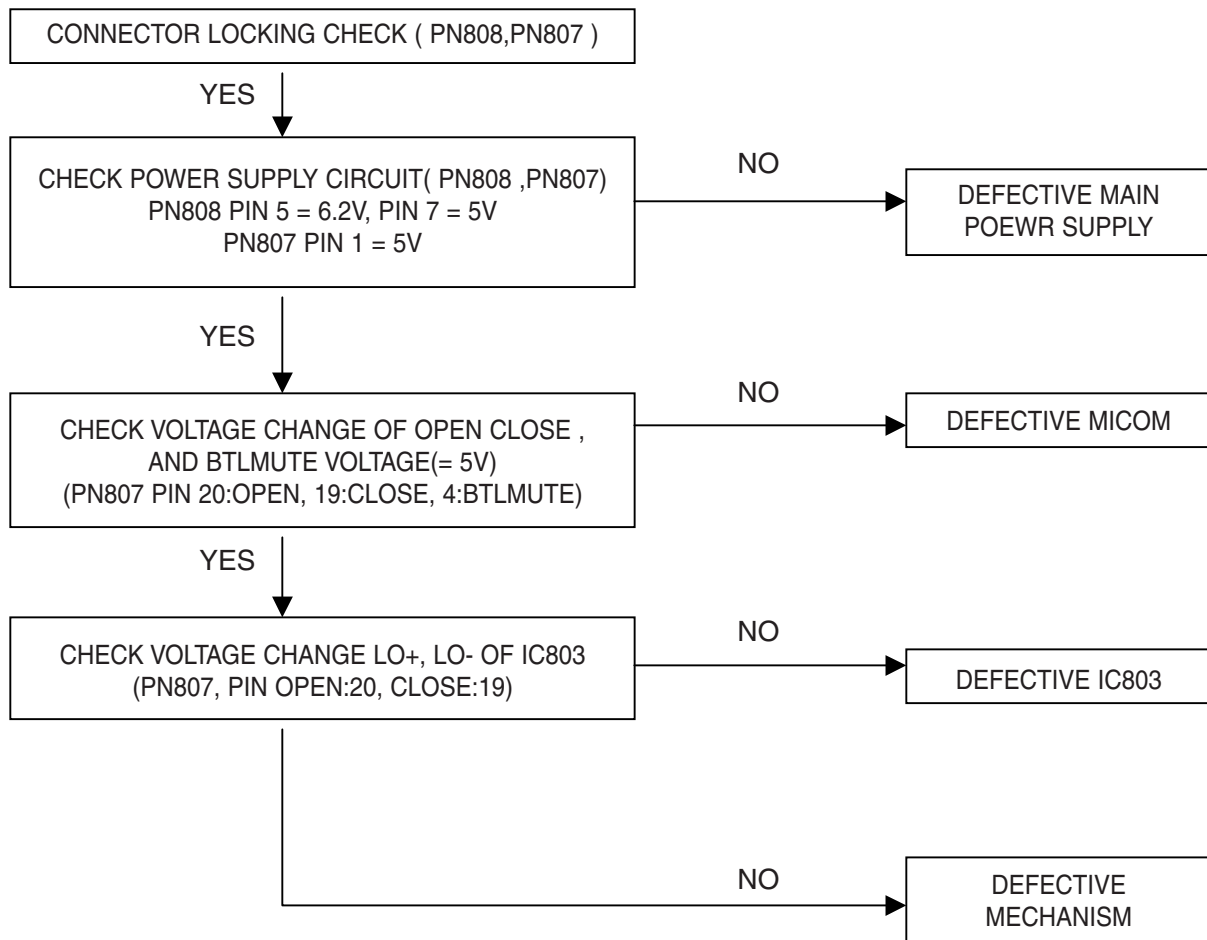 CONNECTOR LOCKING CHECK ( PN808,PN807 )
YES
CHECK POWER SUPPLY CIRCUIT( PN808 ,PN807)
PN808 PIN 5 = 6.2V, PIN 7 = 5V
PN807 PIN 1 = 5V
NO
DEFECTIVE MAIN
POEWR SUPPLY
YES
CHECK VOLTAGE CHANGE OF OPEN CLOSE ,
AND BTLMUTE VOLTAGE(= 5V)
(PN807 PIN 20:OPEN, 19:CLOSE, 4:BTLMUTE)
NO
DEFECTIVE MICOM
YES
CHECK VOLTAGE CHANGE LO+, LO- OF IC803
(PN807, PIN OPEN:20, CLOSE:19)
NO
DEFECTIVE IC803
NO
DEFECTIVE
MECHANISM